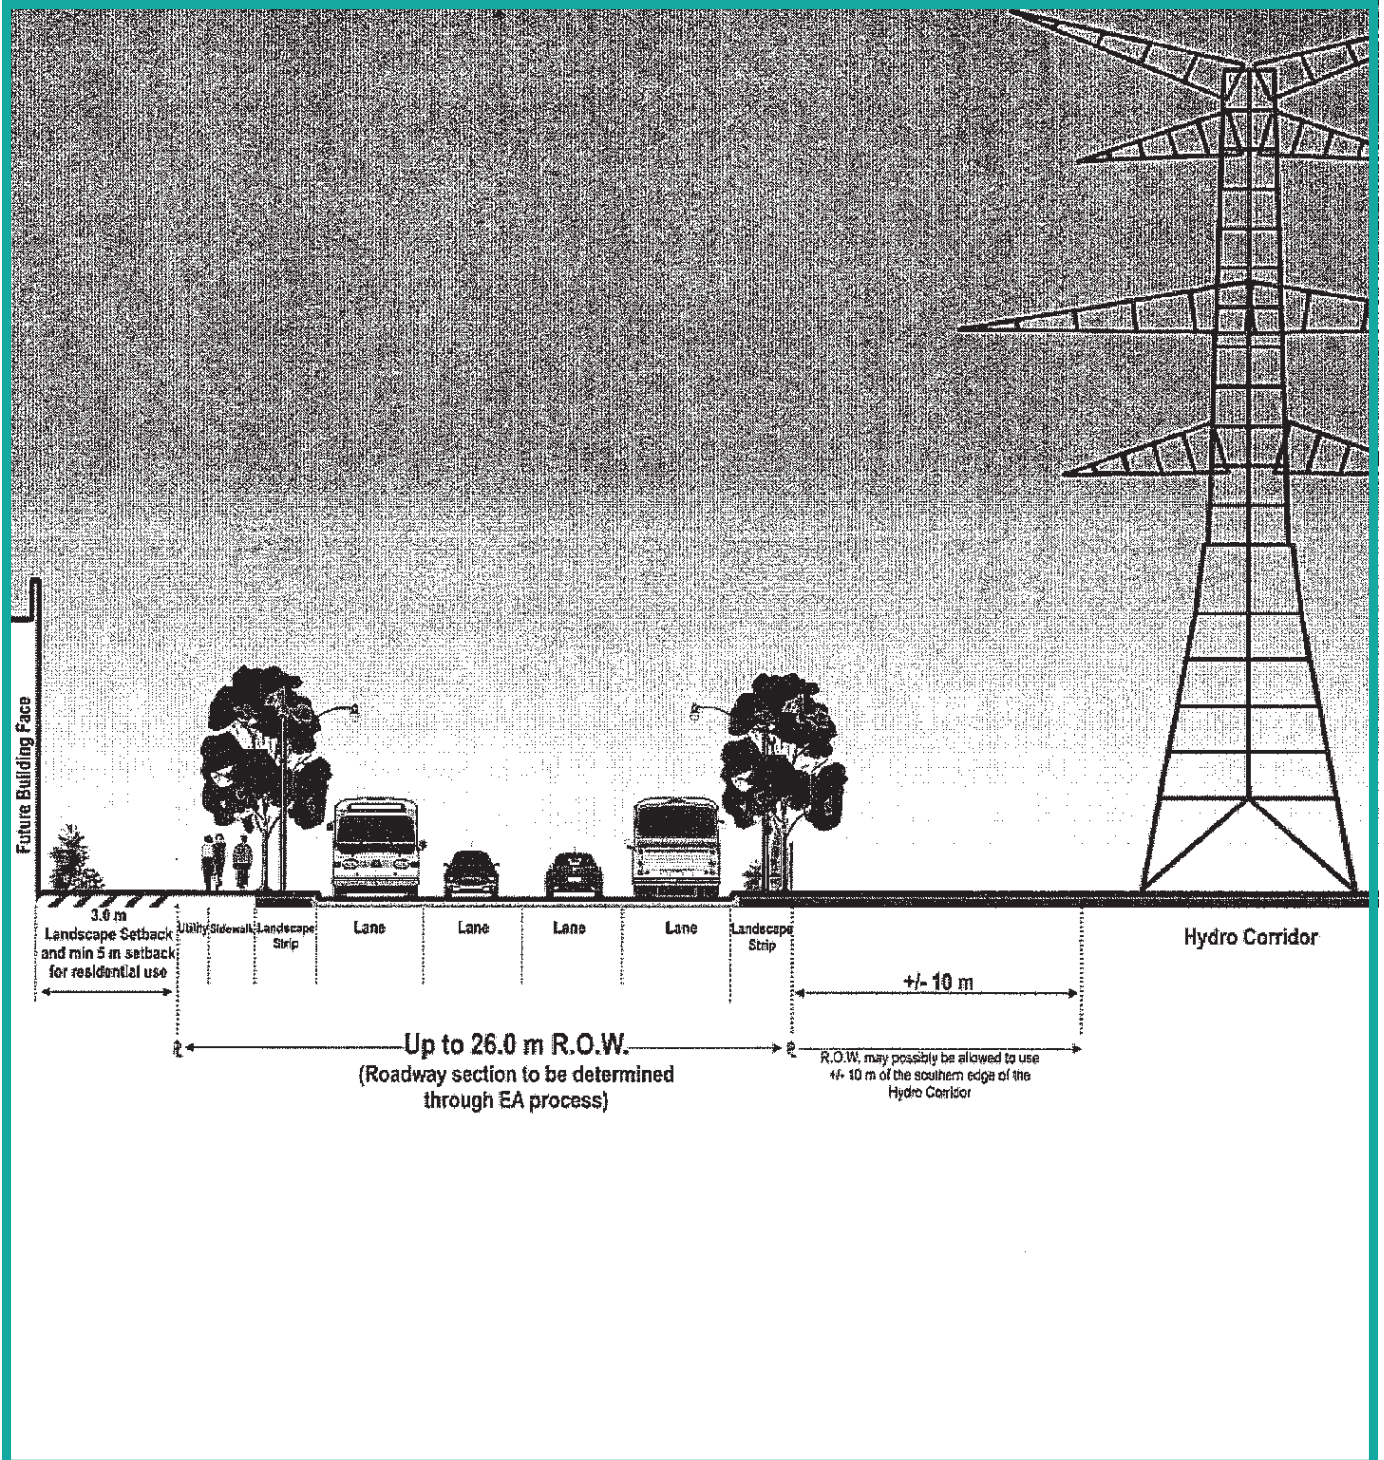 Future Building Face
3.0 m
Landscape Setback
and min 5 m setback
for residential use
Utility
Sidewalk
Landscape
Strip
Lane
Lane
Lane
Lane
Landscape
Strip
Hydro Corridor
+/- 10 m
Up to 26.0 m R.O.W.
(Roadway section to be determined
through EA process)
R.O.W. may possibly be allowed to use
+/- 10 m of the southern edge of the
Hydro Corridor